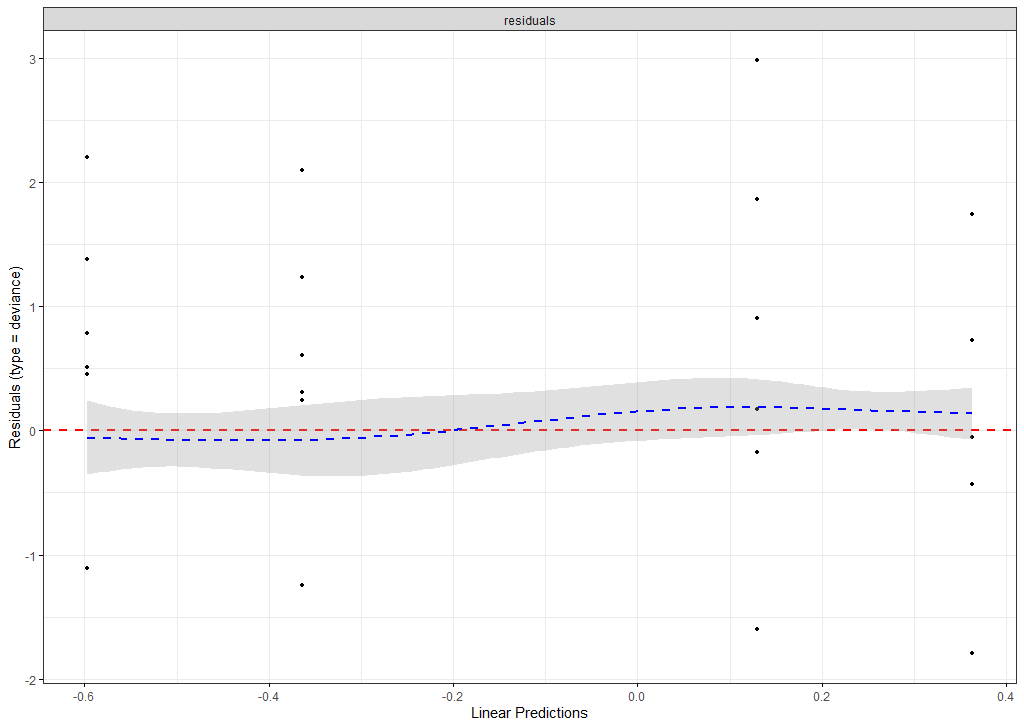 residuals
3
2
1
0
-1
-2
Residuals (type = deviance)
-0.6 -0.4 -0.2 0.0 0.2 0.4
Linear Predictions